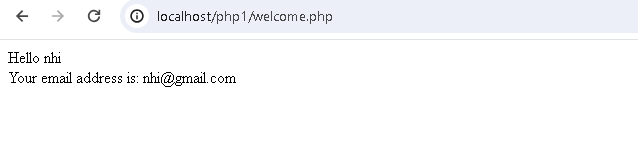 localhost/php1/welcome.php
Hello nhi
Your email address is: nhi@gmail.com